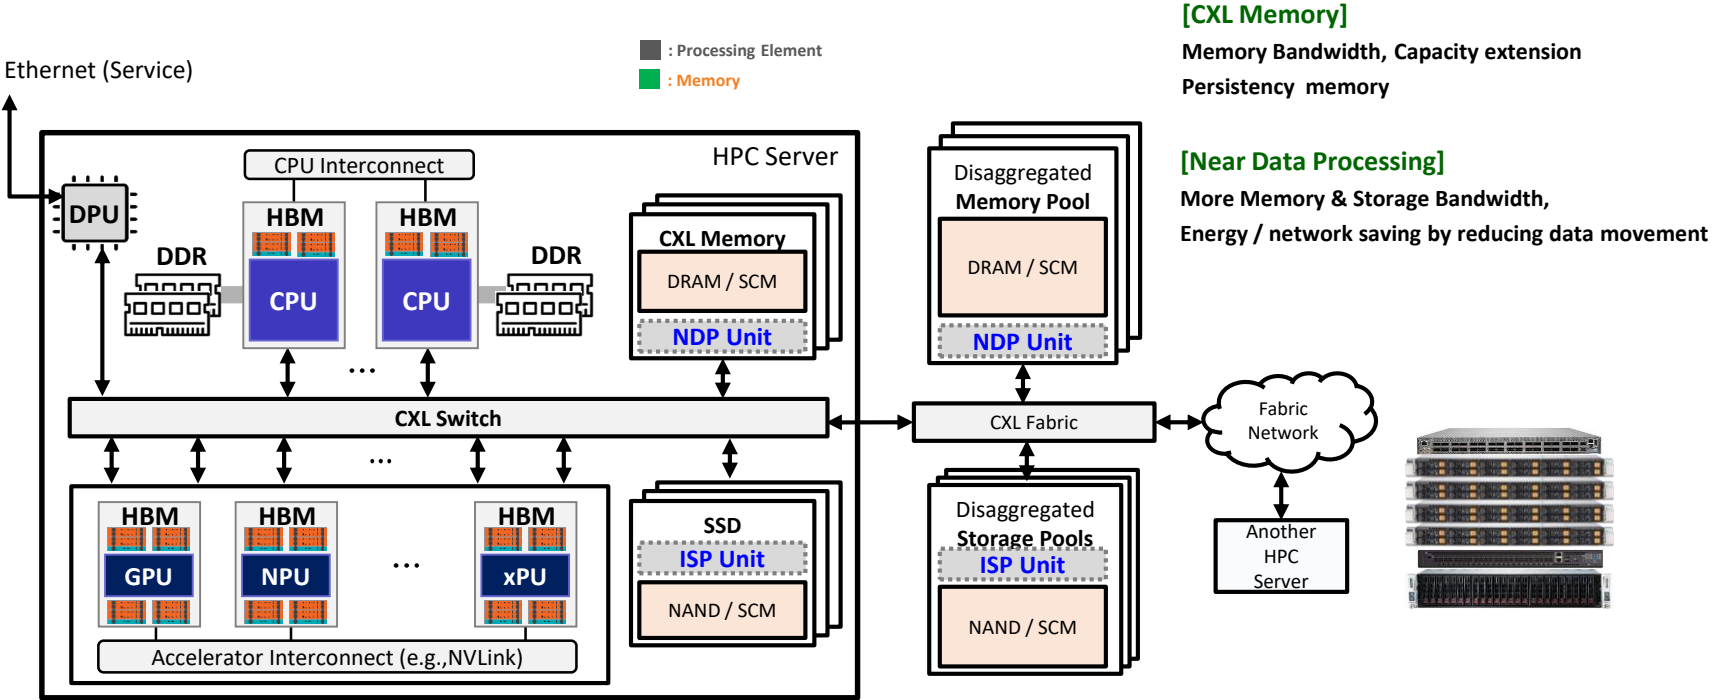 [CXL Memory]
Memory Bandwidth, Capacity extension
Persistency memory
: Processing Element
: Memory
Ethernet (Service)
[Near Data Processing]
More Memory & Storage Bandwidth,
Energy / network saving by reducing data movement
HPC Server
CPU Interconnect
DPU
HBM
HBM
DDR
DDR
CPU
CPU
...
CXL Memory
DRAM / SCM
NDP Unit
Disaggregated
Memory Pool
DRAM / SCM
NDP Unit
CXL Switch
CXL Fabric
Fabric
Network
...
HBM
HBM
HBM
GPU
NPU
...
xPU
Accelerator Interconnect (e.g.,NVLink)
SSD
ISP Unit
NAND / SCM
Disaggregated
Storage Pools
ISP Unit
NAND / SCM
Another
HPC
Server